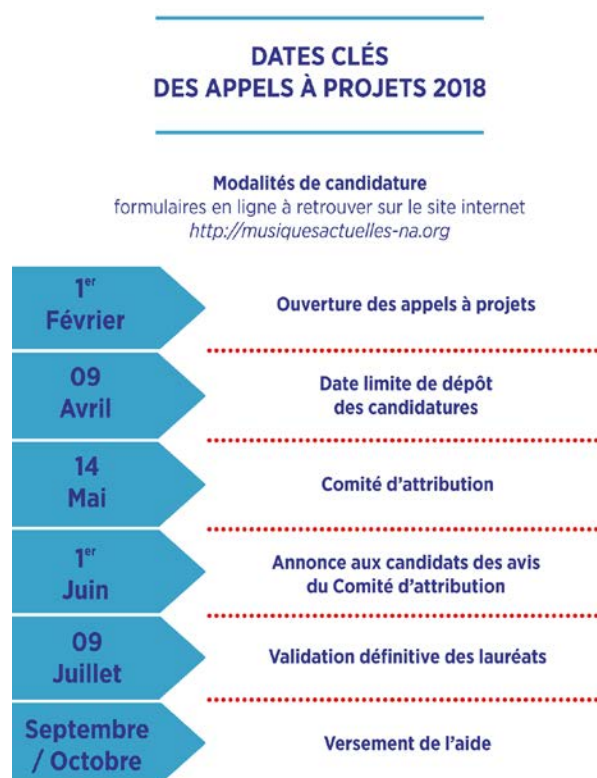 DATES CLÉS
DES APPELS À PROJETS 2018
Modalités de candidature
formulaires en ligne à retrouver sur le site internet
http://musiquesactuelles-na.org
1er
Février
Ouverture des appels à projets
09
Avril
Date limite de dépôt
des candidatures
14
Mai
Comité d'attribution
1er
Juin
Annonce aux candidats des avis
du Comité d'attribution
09
Juillet
Validation définitive des lauréats
Septembre
/ Octobre
Versement de l'aide